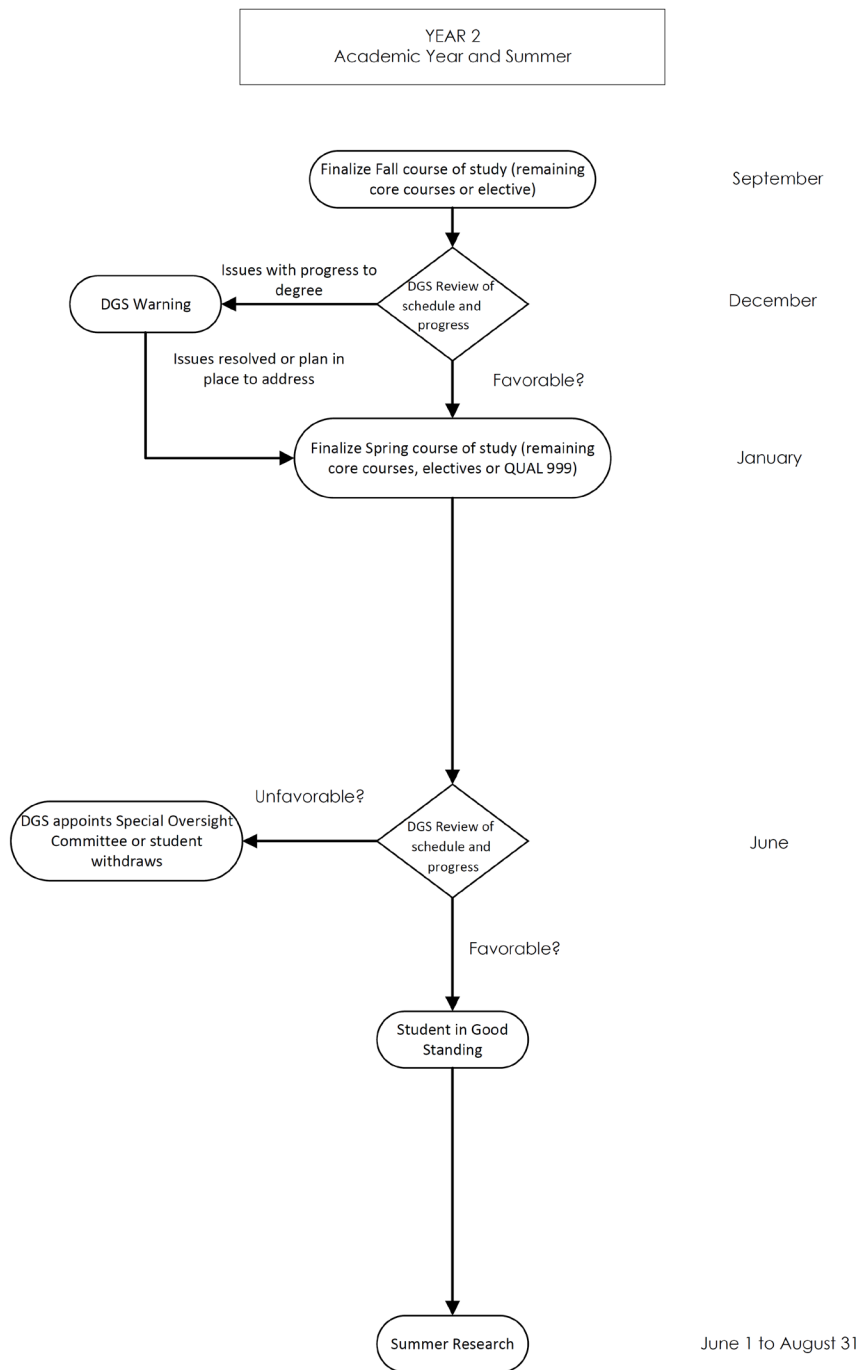 YEAR 2
Academic Year and Summer
Finalize Fall course of study (remaining
core courses or elective)
September
Issues with progress to
degree
DGS Warning
DGS Review of
schedule and
progress
December
Issues resolved or plan in
place to address
Favorable?
Finalize Spring course of study (remaining
core courses, electives or QUAL 999)
January
Unfavorable?
DGS appoints Special Oversight
Committee or student
withdraws
DGS Review of
schedule and
progress
June
Favorable?
Student in Good
Standing
Summer Research
June 1 to August 31